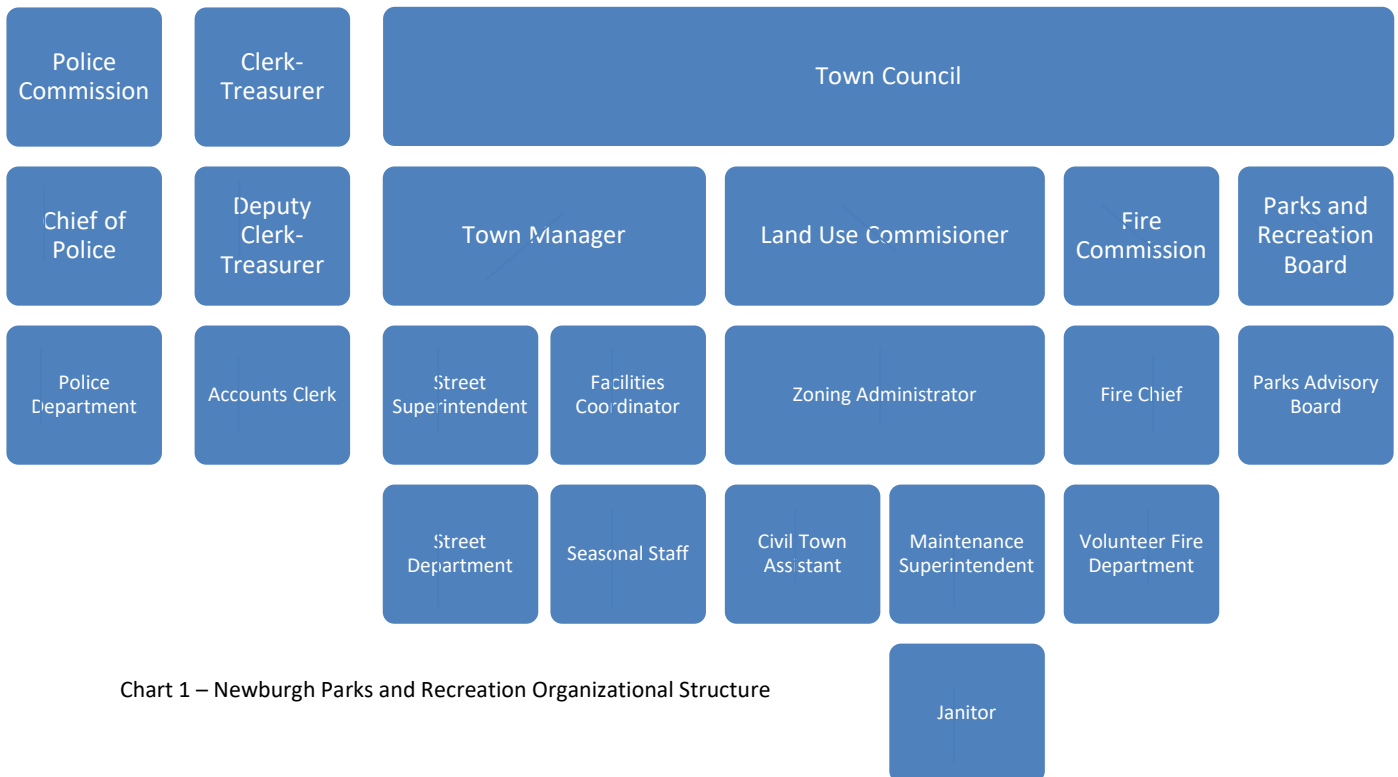 Police
Commission
Clerk-
Treasurer
Town Council
Chief of
Police
Deputy
Clerk-
Treasurer
Town Manager
Land Use Commisioner
Fire
Commission
Parks and
Recreation
Board
Police
Department
Accounts Clerk
Street
Superintendent
Facilities
Coordinator
Zoning Administrator
Fire Chief
Parks Advisory
Board
Street
Department
Seasonal Staff
Civil Town
Assistant
Maintenance
Superintendent
Volunteer Fire
Department
Chart 1 – Newburgh Parks and Recreation Organizational Structure
Janitor